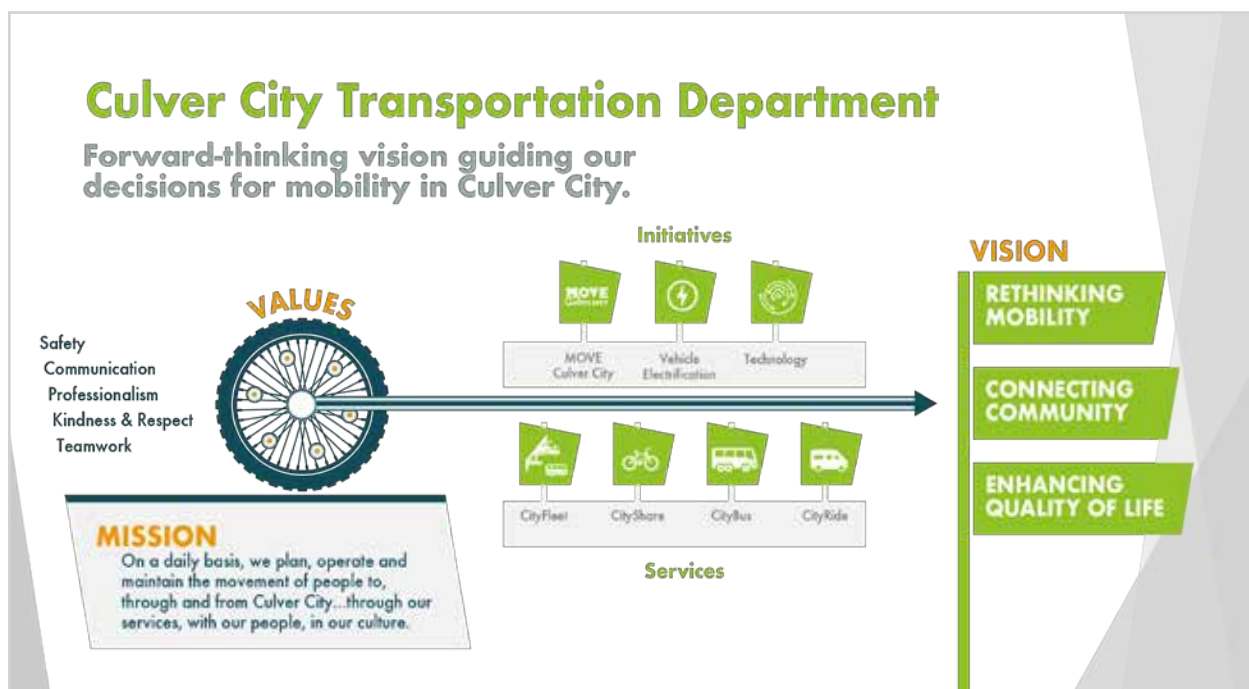 Culver City Transportation Department
Forward-thinking vision guiding our
decisions for mobility in Culver City.
VALUES
Safety
Communication
Professionalism
Kindness & Respect
Teamwork
MISSION
On a daily basis, we plan, operate and
maintain the movement of people to,
through and from Culver City...through our
services, with our people, in our culture.
Initiatives
MOVE
CULVER CITY
MOVE
Culver City
Vehicle
Electrification
Technology
CityFleet
CityShare
CityBus
CityRide
Services
VISION
RETHINKING
MOBILITY
CONNECTING
COMMUNITY
ENHANCING
QUALITY OF LIFE